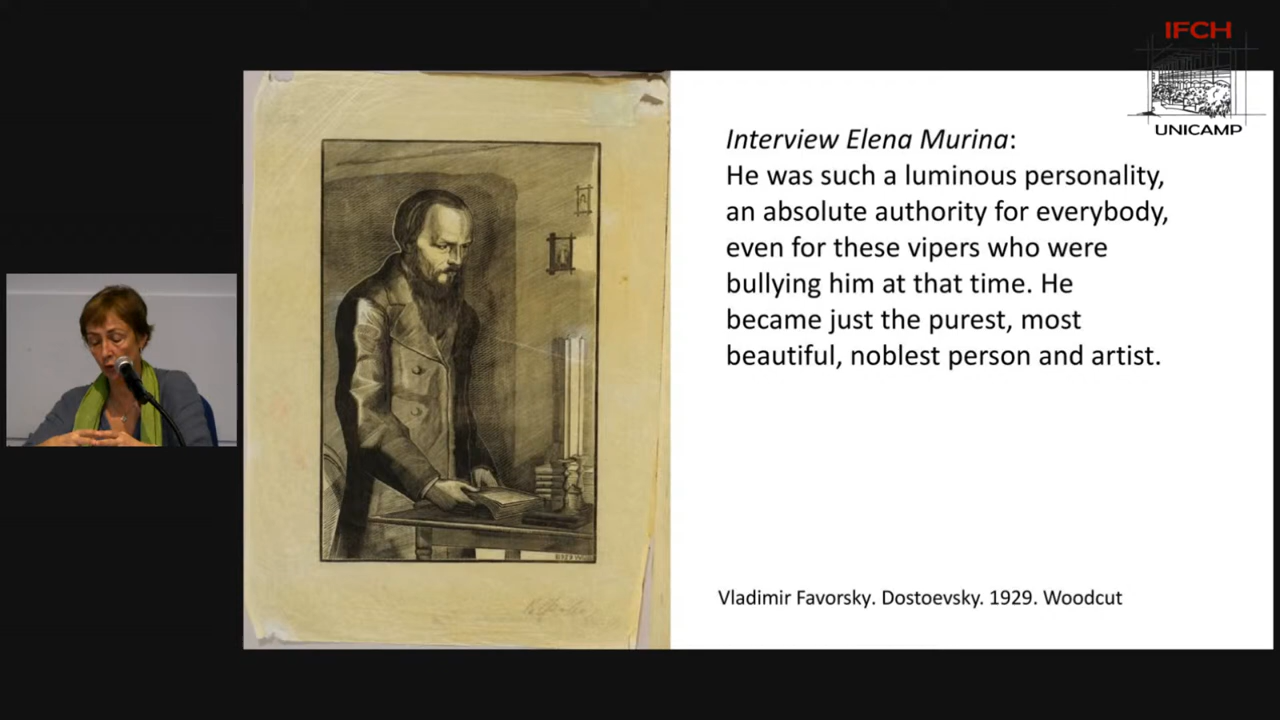 IFCH
UNICAMP
Interview Elena Murina:
He was such a luminous personality,
an absolute authority for everybody,
even for these vipers who were
bullying him at that time. He
became just the purest, most
beautiful, noblest person and artist.
Vladimir Favorsky. Dostoevsky. 1929. Woodcut